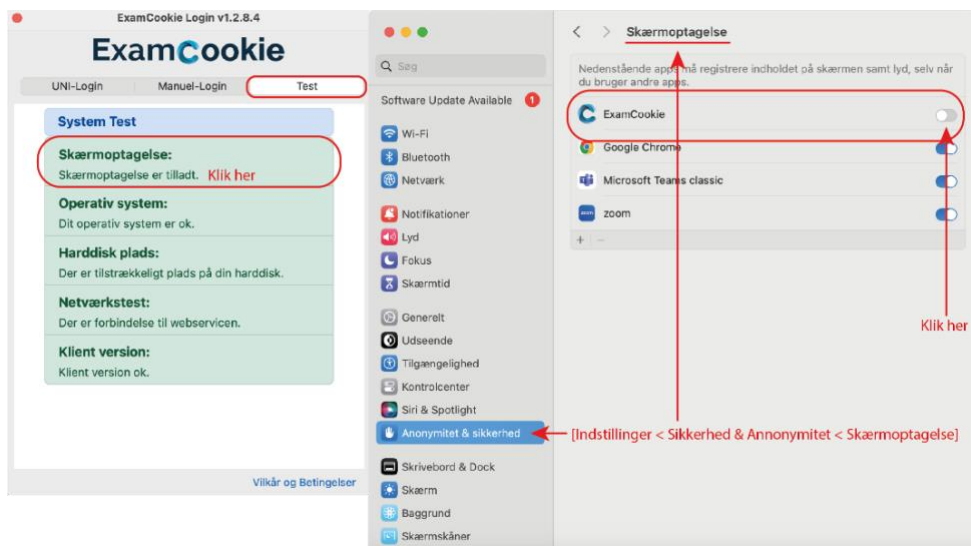 ExamCookie Login v1.2.8.4
ExamCookie
UNI-Login
Manuel-Login
Test
System Test
Skærmoptagelse:
Skærmoptagelse er tilladt. Klik her
Operativ system:
Dit operativ system er ok.
Harddisk plads:
Der er tilstrækkeligt plads på din harddisk.
Netværkstest:
Der er forbindelse til webservicen.
Klient version:
Klient version ok.
Vilkår og Betingelser
Søg
Software Update Available 1
Wi-Fi
Bluetooth
Netværk
Notifikationer
Lyd
Fokus
Skærmtid
Generelt
Udseende
Tilgængelighed
Kontrolcenter
Siri & Spotlight
Anonymitet & sikkerhed
Skrivebord & Dock
Skærm
Baggrund
Skærmskåner
Skærmoptagelse
Nedenstående apps må registrere indholdet på skærmen samt lyd, selv når
du bruger andre apps.
ExamCookie
Google Chrome
Microsoft Teams classic
zoom
Klik her
[Indstillinger < Sikkerhed & Annonymitet < Skærmoptagelse]